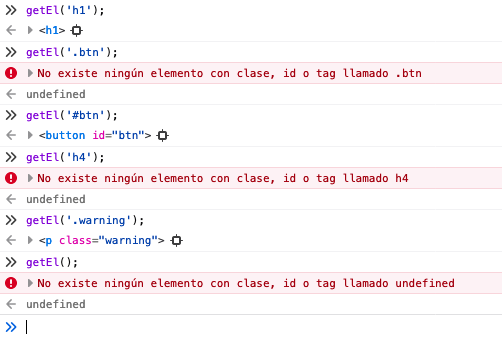 getEl('h1');
<h1>
getEl('.btn');
No existe ningún elemento con clase, id o tag llamado .btn
undefined
getEl('#btn');
<button id="btn">
getEl('h4');
No existe ningún elemento con clase, id o tag llamado h4
undefined
getEl('.warning');
<p class="warning">
getEl();
No existe ningún elemento con clase, id o tag llamado undefined
undefined